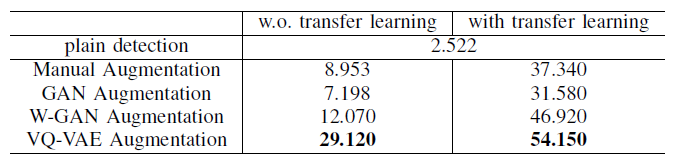 w.o. transfer learning with transfer learning
plain detection 2.522
Manual Augmentation 8.953 37.340
GAN Augmentation 7.198 31.580
W-GAN Augmentation 12.070 46.920
VQ-VAE Augmentation 29.120 54.150